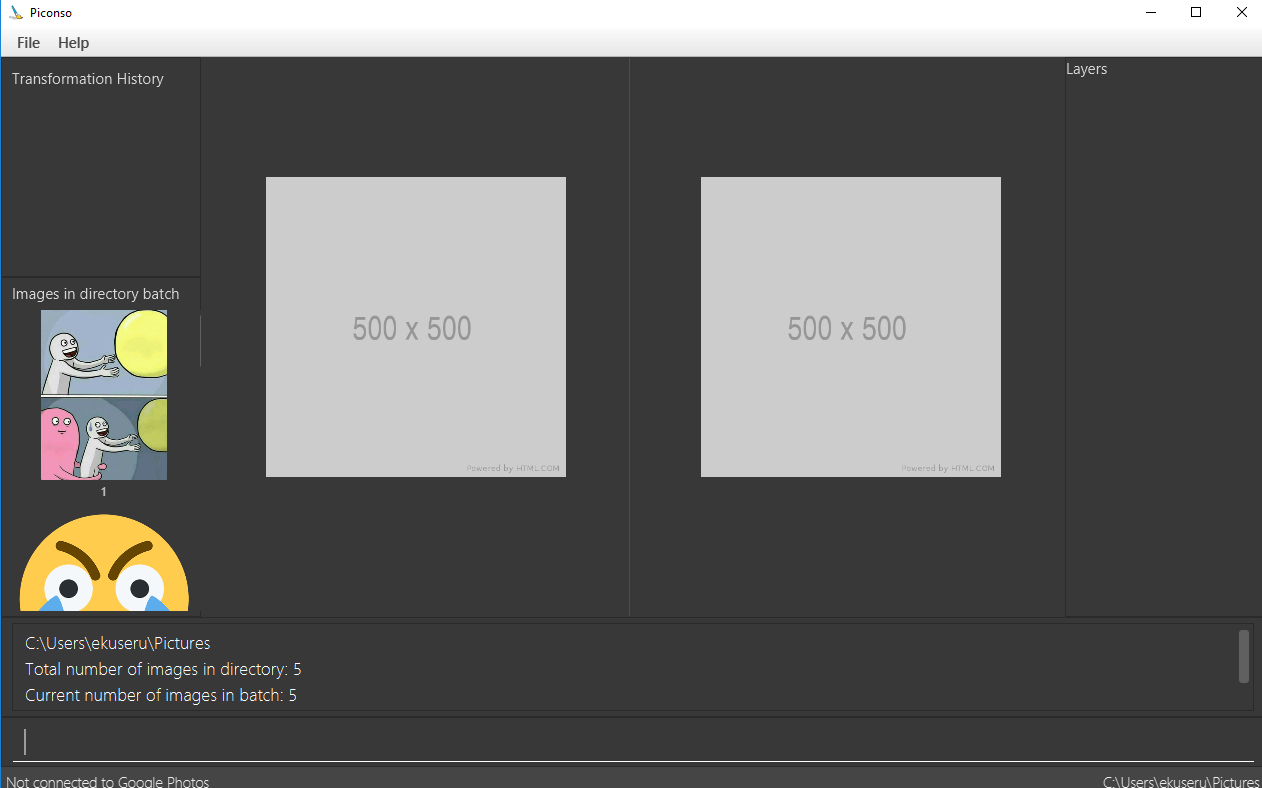 Piconso
File Help
Transformation History
Layers
500 x 500
Powered by HTML.COM
500 x 500
Powered by HTML.COM
Images in directory batch
1
C:\Users\ekuseru\Pictures
Total number of images in directory: 5
Current number of images in batch: 5
Not connected to Google Photos
C:\Users\ekuseru\Pictures